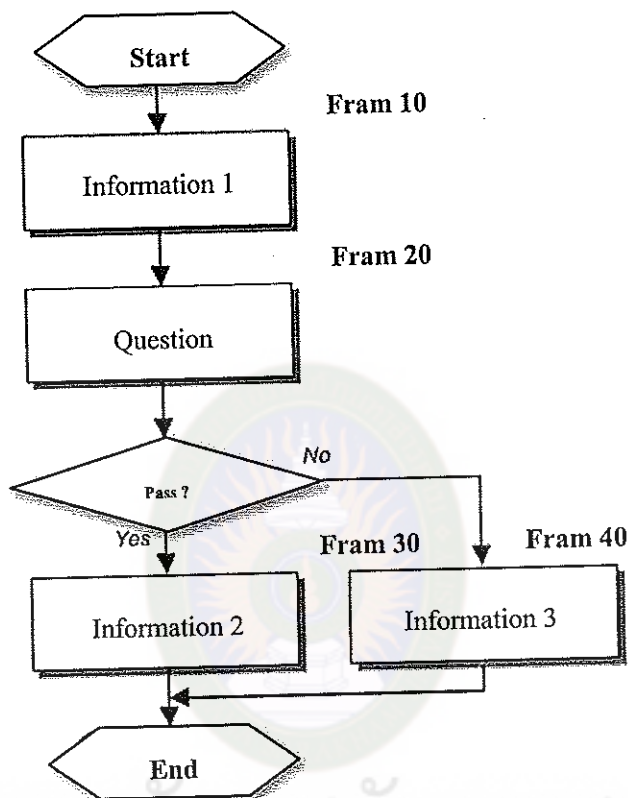 Start
Fram 10
Information 1
Fram 20
Question
No
Pass ?
Yes
Fram 30
Fram 40
Information 2
Information 3
End